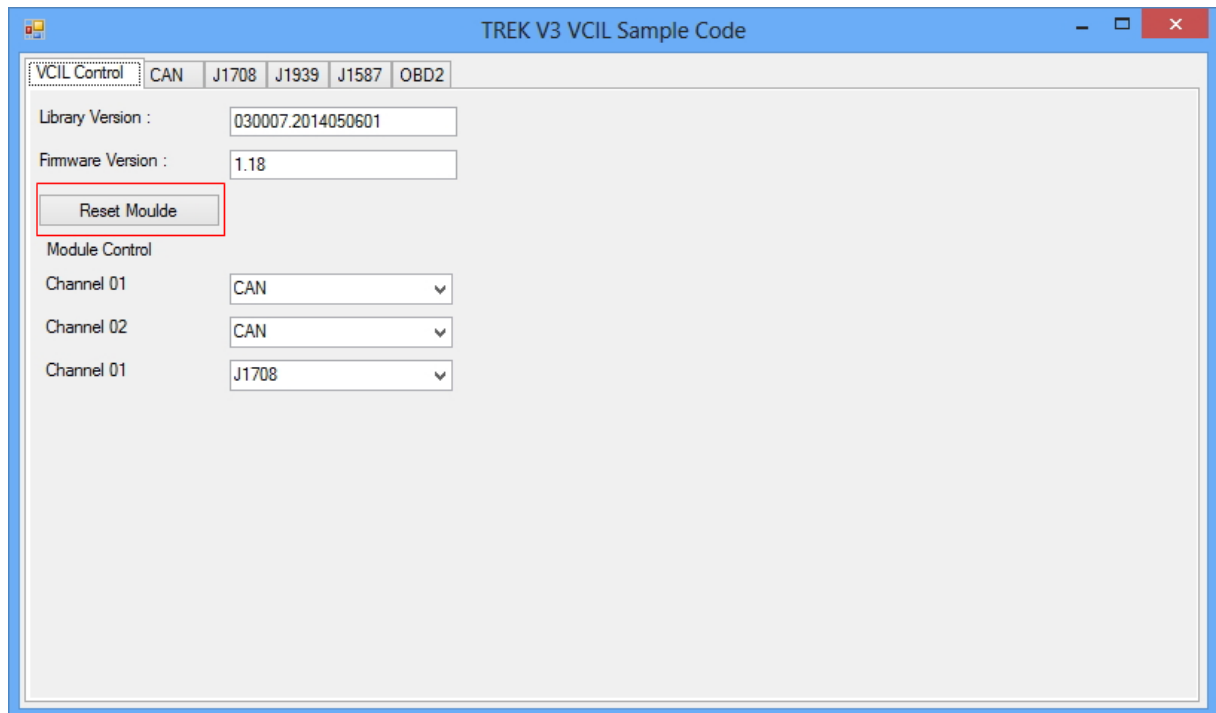 TREK V3 VCIL Sample Code
VCIL Control CAN J1708 J1939 J1587 OBD2
Library Version : 030007.2014050601
Firmware Version : 1.18
Reset Moulde
Module Control
Channel 01 CAN
Channel 02 CAN
Channel 01 J1708